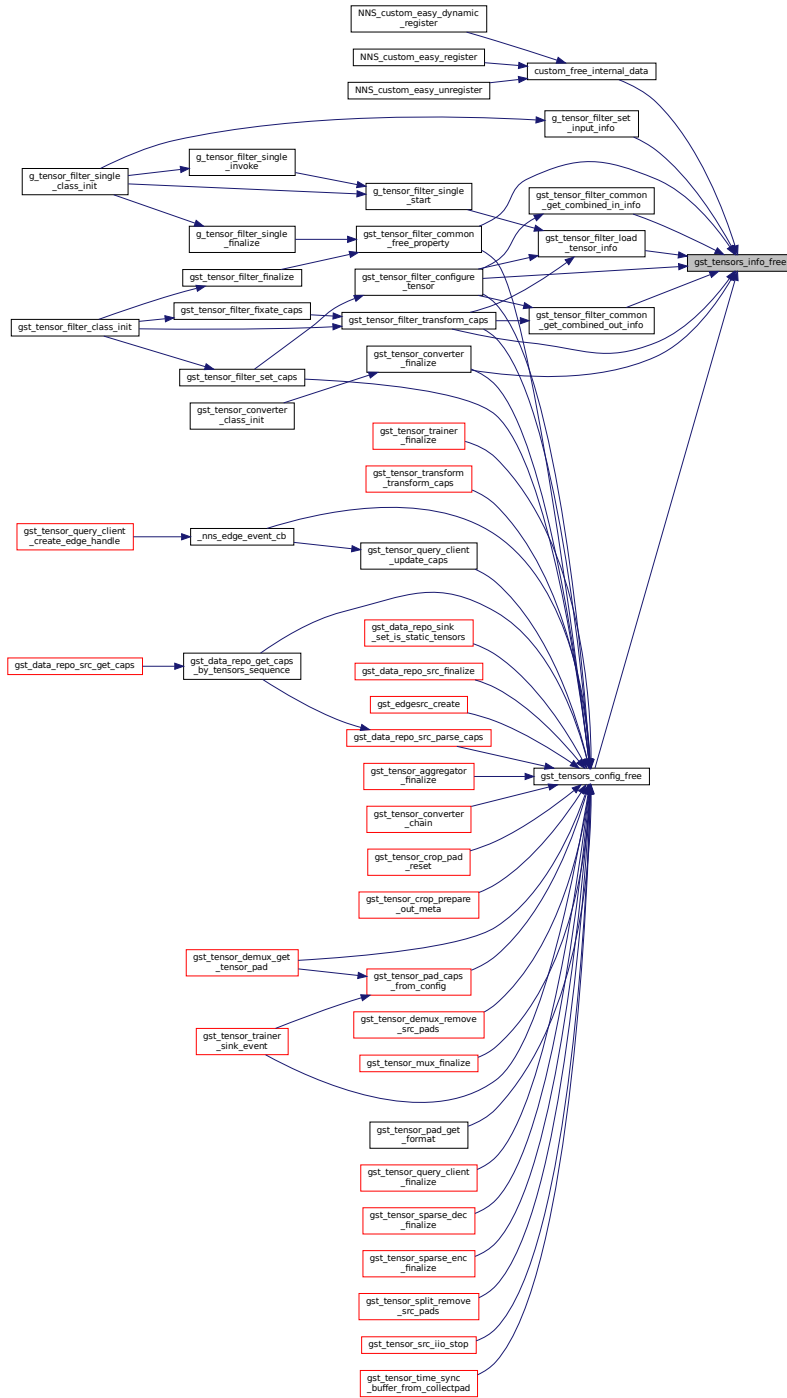 NNS_custom_easy_dynamic
_register
NNS_custom_easy_register
custom_free_internal_data
NNS_custom_easy_unregister
g_tensor_filter_set
_input_info
g_tensor_filter_single
_invoke
g_tensor_filter_single
_class_init
g_tensor_filter_single
_start
gst_tensor_filter_common
_get_combined_in_info
g_tensor_filter_single
_finalize
gst_tensor_filter_common
_free_property
gst_tensor_filter_load
_tensor_info
gst_tensors_info_free
gst_tensor_filter_finalize
gst_tensor_filter_configure
_tensor
gst_tensor_filter_fixate_caps
gst_tensor_filter_class_init
gst_tensor_filter_transform_caps
gst_tensor_filter_common
_get_combined_out_info
gst_tensor_converter
_finalize
gst_tensor_filter_set_caps
gst_tensor_converter
_class_init
gst_tensor_trainer
_finalize
gst_tensor_transform
_transform_caps
gst_tensor_query_client
_create_edge_handle
_nns_edge_event_cb
gst_tensor_query_client
_update_caps
gst_data_repo_sink
_set_is_static_tensors
gst_data_repo_src_get_caps
gst_data_repo_get_caps
_by_tensors_sequence
gst_data_repo_src_finalize
gst_edgesrc_create
gst_data_repo_src_parse_caps
gst_tensors_config_free
gst_tensor_aggregator
_finalize
gst_tensor_converter
_chain
gst_tensor_crop_pad
_reset
gst_tensor_crop_prepare
_out_meta
gst_tensor_demux_get
_tensor_pad
gst_tensor_pad_caps
_from_config
gst_tensor_demux_remove
_src_pads
gst_tensor_trainer
_sink_event
gst_tensor_mux_finalize
gst_tensor_pad_get
_format
gst_tensor_query_client
_finalize
gst_tensor_sparse_dec
_finalize
gst_tensor_sparse_enc
_finalize
gst_tensor_split_remove
_src_pads
gst_tensor_src_iio_stop
gst_tensor_time_sync
_buffer_from_collectpad